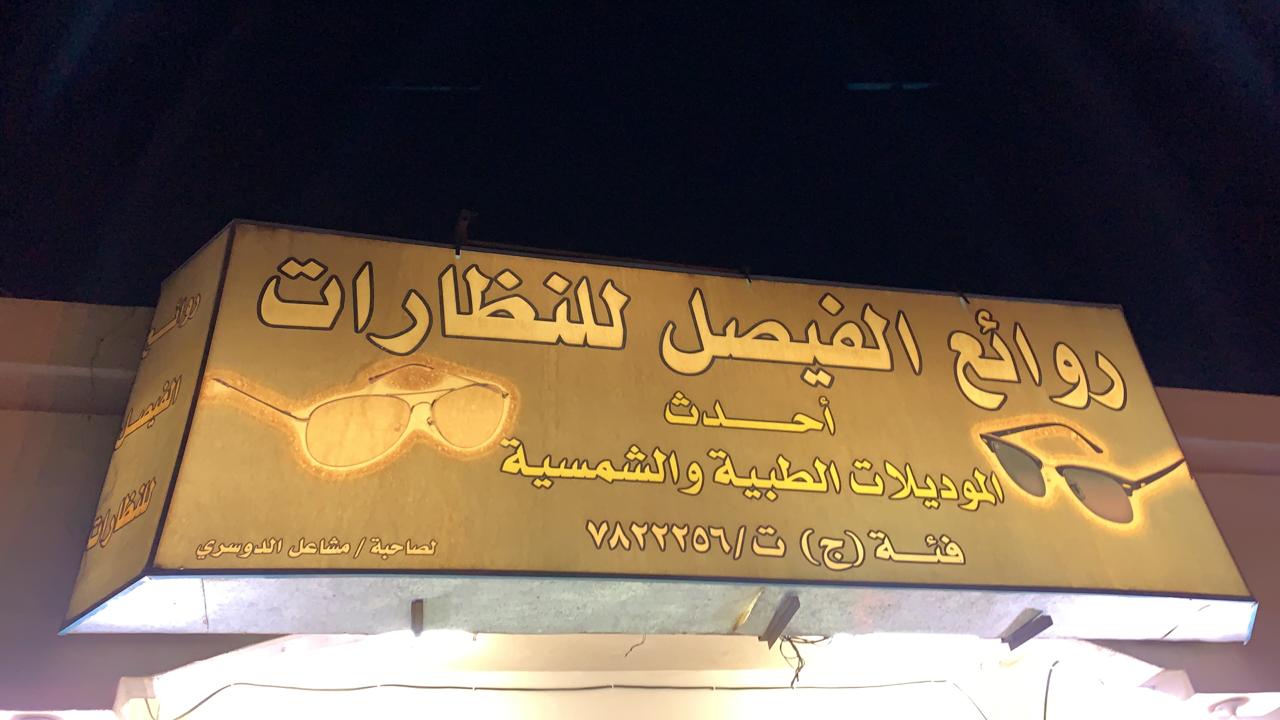 روائع الفيصل للنظارات
أحدث
الموديلات الطبية والشمسية
فئة (ج) ت/٧٨٢٢٢٥٦
لصاحبة / مشاعل الدوسري
روائع
الفيصل
للنظارات